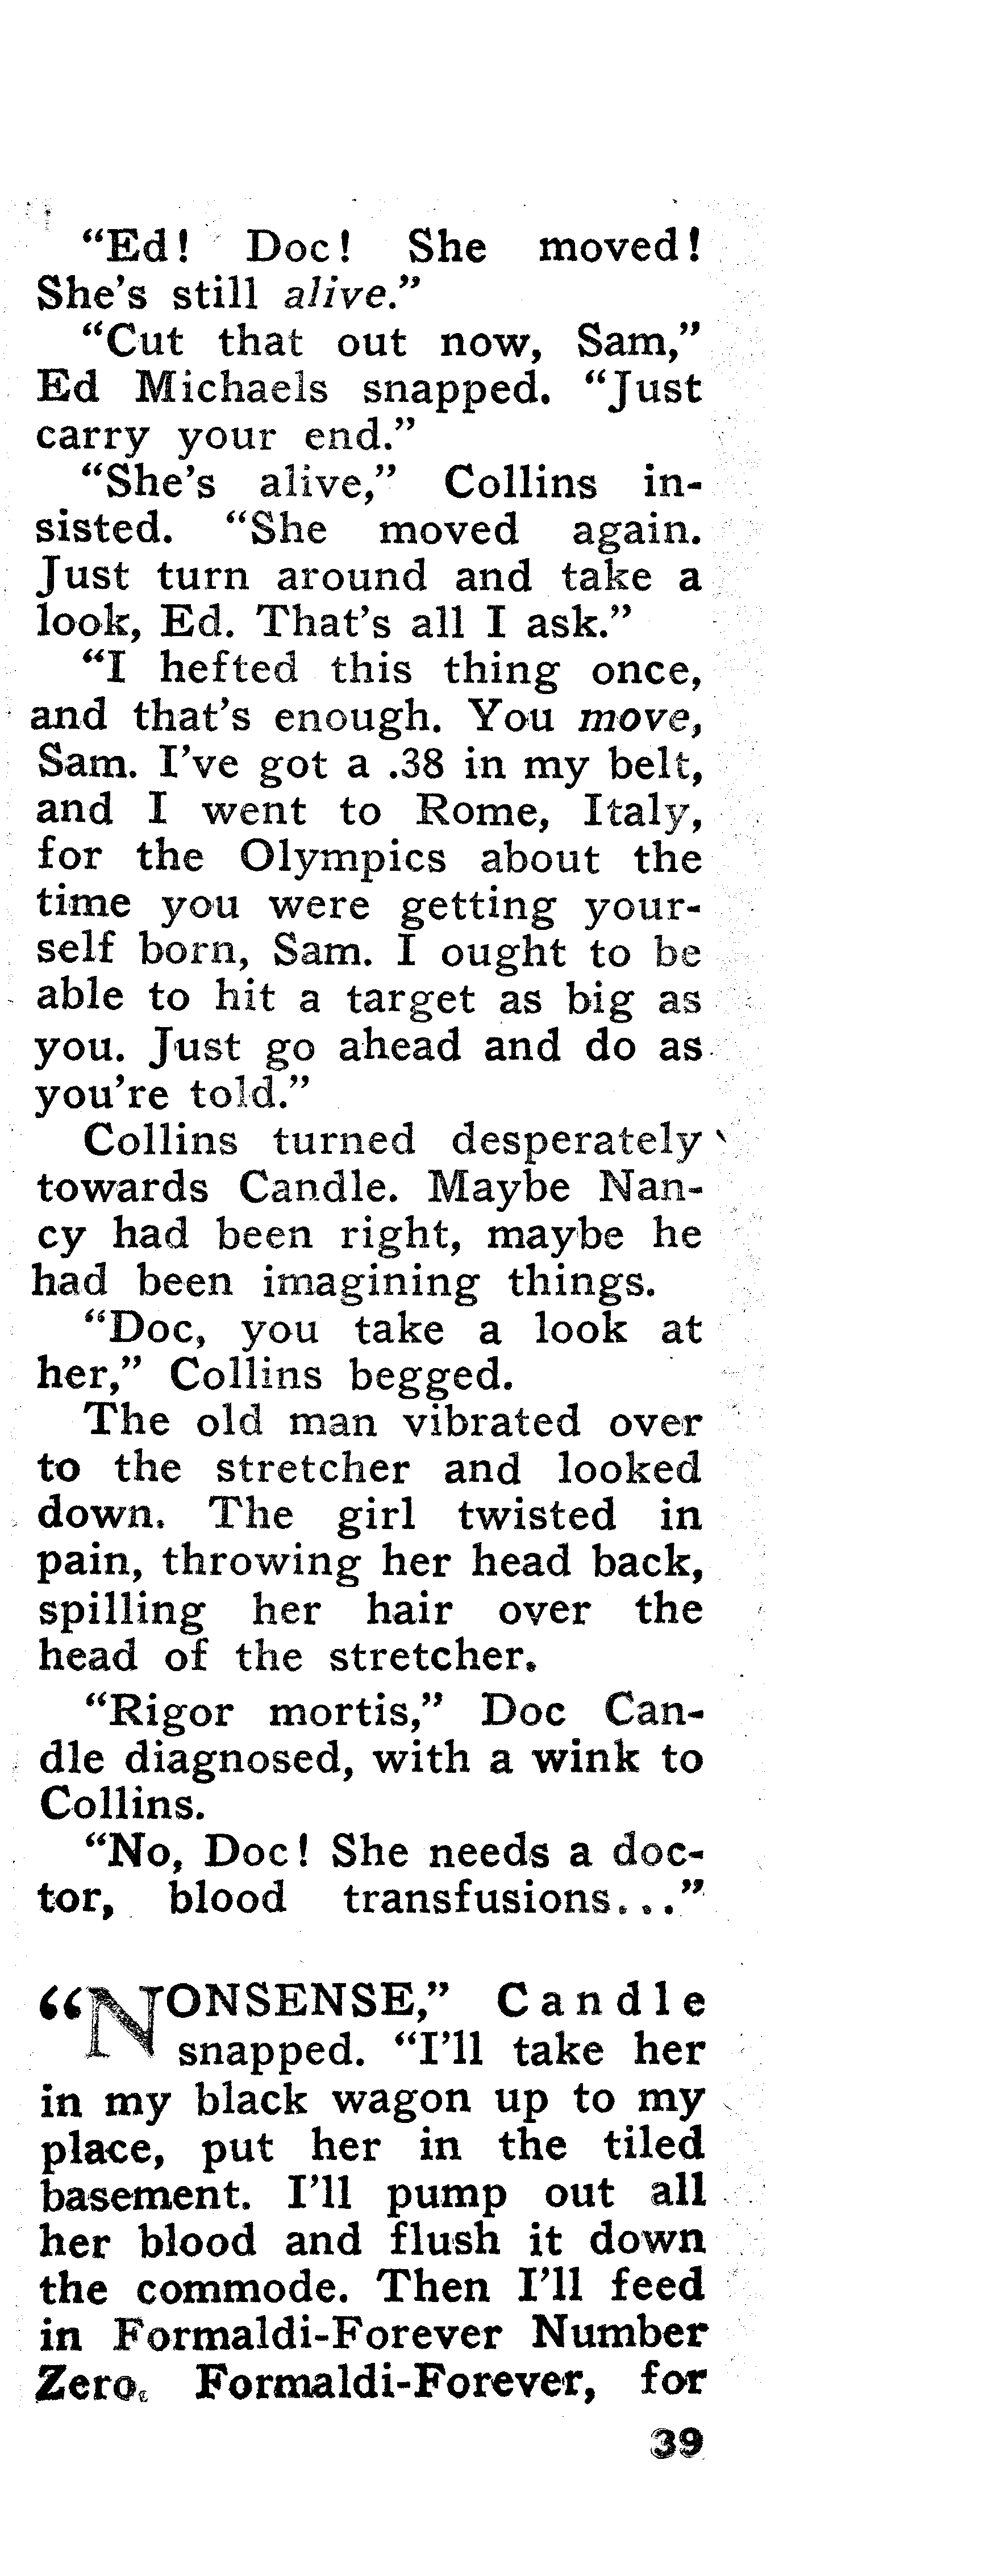 “Ed! Doc! She moved!
She’s still alive.”
“Cut that out now, Sam,”
Ed Michaels snapped. “Just
carry your end.”
“She’s alive,” Collins in-
sisted. “She moved again.
Just turn around and take a
look, Ed. That’s all I ask.”
“I hefted this thing once,
and that’s enough. You move,
Sam. I’ve got a .38 in my belt,
and I went to Rome, Italy,
for the Olympics about the
time you were getting your-
self born, Sam. I ought to be
able to hit a target as big as
you. Just go ahead and do as
you’re told.”
Collins turned desperately
towards Candle. Maybe Nan-
cy had been right, maybe he
had been imagining things.
“Doc, you take a look at
her,” Collins begged.
The old man vibrated over
to the stretcher and looked
down. The girl twisted in
pain, throwing her head back,
spilling her hair over the
head of the stretcher.
“Rigor mortis,” Doc Can-
dle diagnosed, with a wink to
Collins.
“No, Doc! She needs a doc-
tor, blood transfusions...”
“NONSENSE,” Candle
snapped. “I’ll take her
in my black wagon up to my
place, put her in the tiled
basement. I’ll pump out all
her blood and flush it down
the commode. Then I’ll feed
in Formaldi-Forever Number
Zero. Formaldi-Forever, for
39